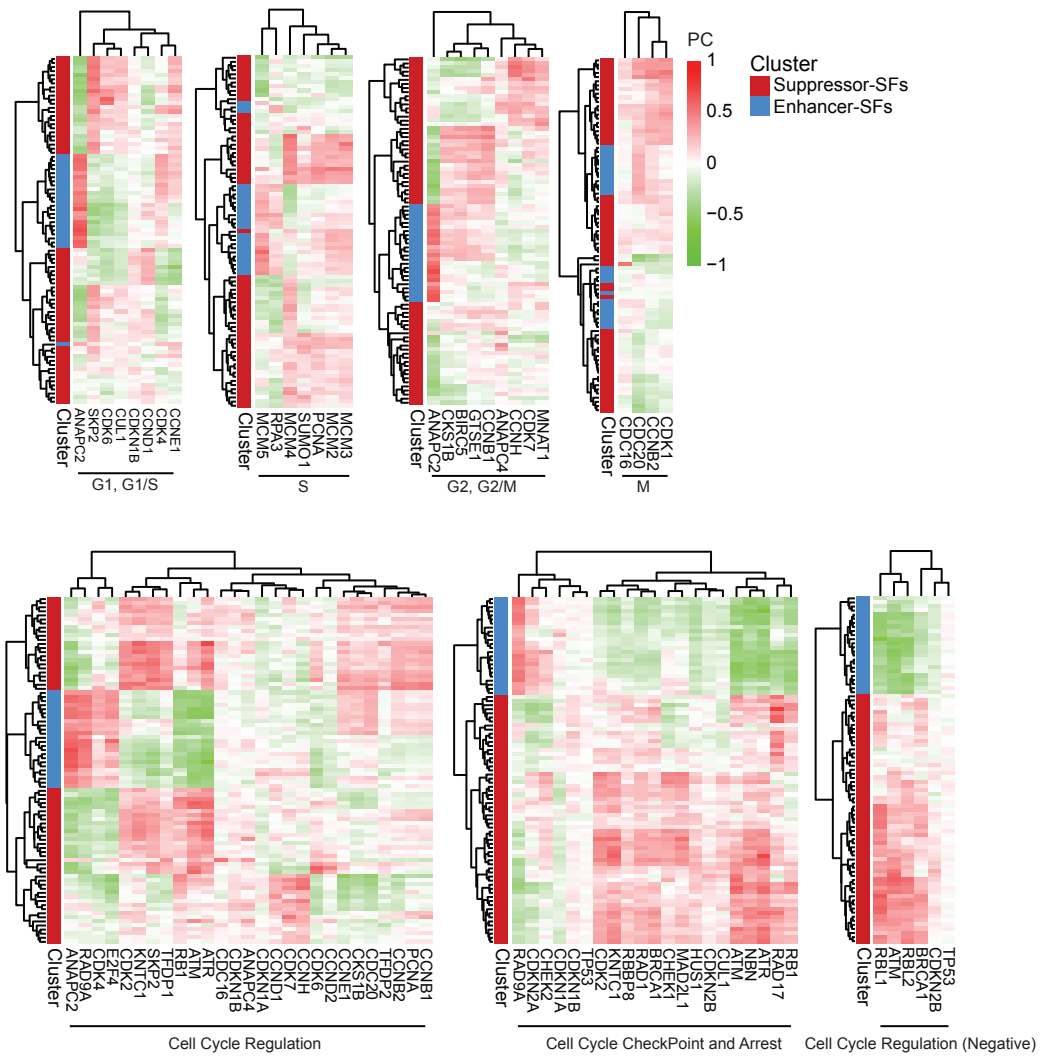 PC
1
0.5
0
−0.5
−1
Cluster
Suppressor-SFs
Enhancer-SFs
Cluster
ANAPC2
SKP2
CDK6
CUL1
CDKN1B
CCND1
CDK4
CCNE1
G1, G1/S
Cluster
MCM5
RPA3
MCM4
SUMO1
PCNA
MCM2
MCM3
S
Cluster
ANAPC2
CKS1B
BIRC5
GTSE1
CCNB1
ANAPC4
CCNH
CDK7
MNAT1
G2, G2/M
Cluster
CDC16
CDC20
CCNB2
CDK1
M
Cluster
ANAPC2
RAD9A
CDK4
E2F4
CDK2
KNTC1
SKP2
TFDP1
RB1
ATM
ATR
CDC16
CDKN1B
ANAPC4
CDKN1A
CCND1
CDK7
CCNH
CDK6
CCND2
CCNE1
CKS1B
CDC20
TFDP2
CCNB2
PCNA
CCNB1
Cell Cycle Regulation
Cluster
RAD9A
CDKN2A
CHEK2
CDKN1A
CDKN1B
TP53
CDK2
KNTC1
RBBP8
RAD1
BRCA1
CHEK1
MAD2L1
HUS1
CDKN2B
CUL1
ATM
NBN
ATR
RAD17
RB1
Cell Cycle CheckPoint and Arrest
Cluster
RBL1
ATM
RBL2
BRCA1
CDKN2B
TP53
Cell Cycle Regulation (Negative)